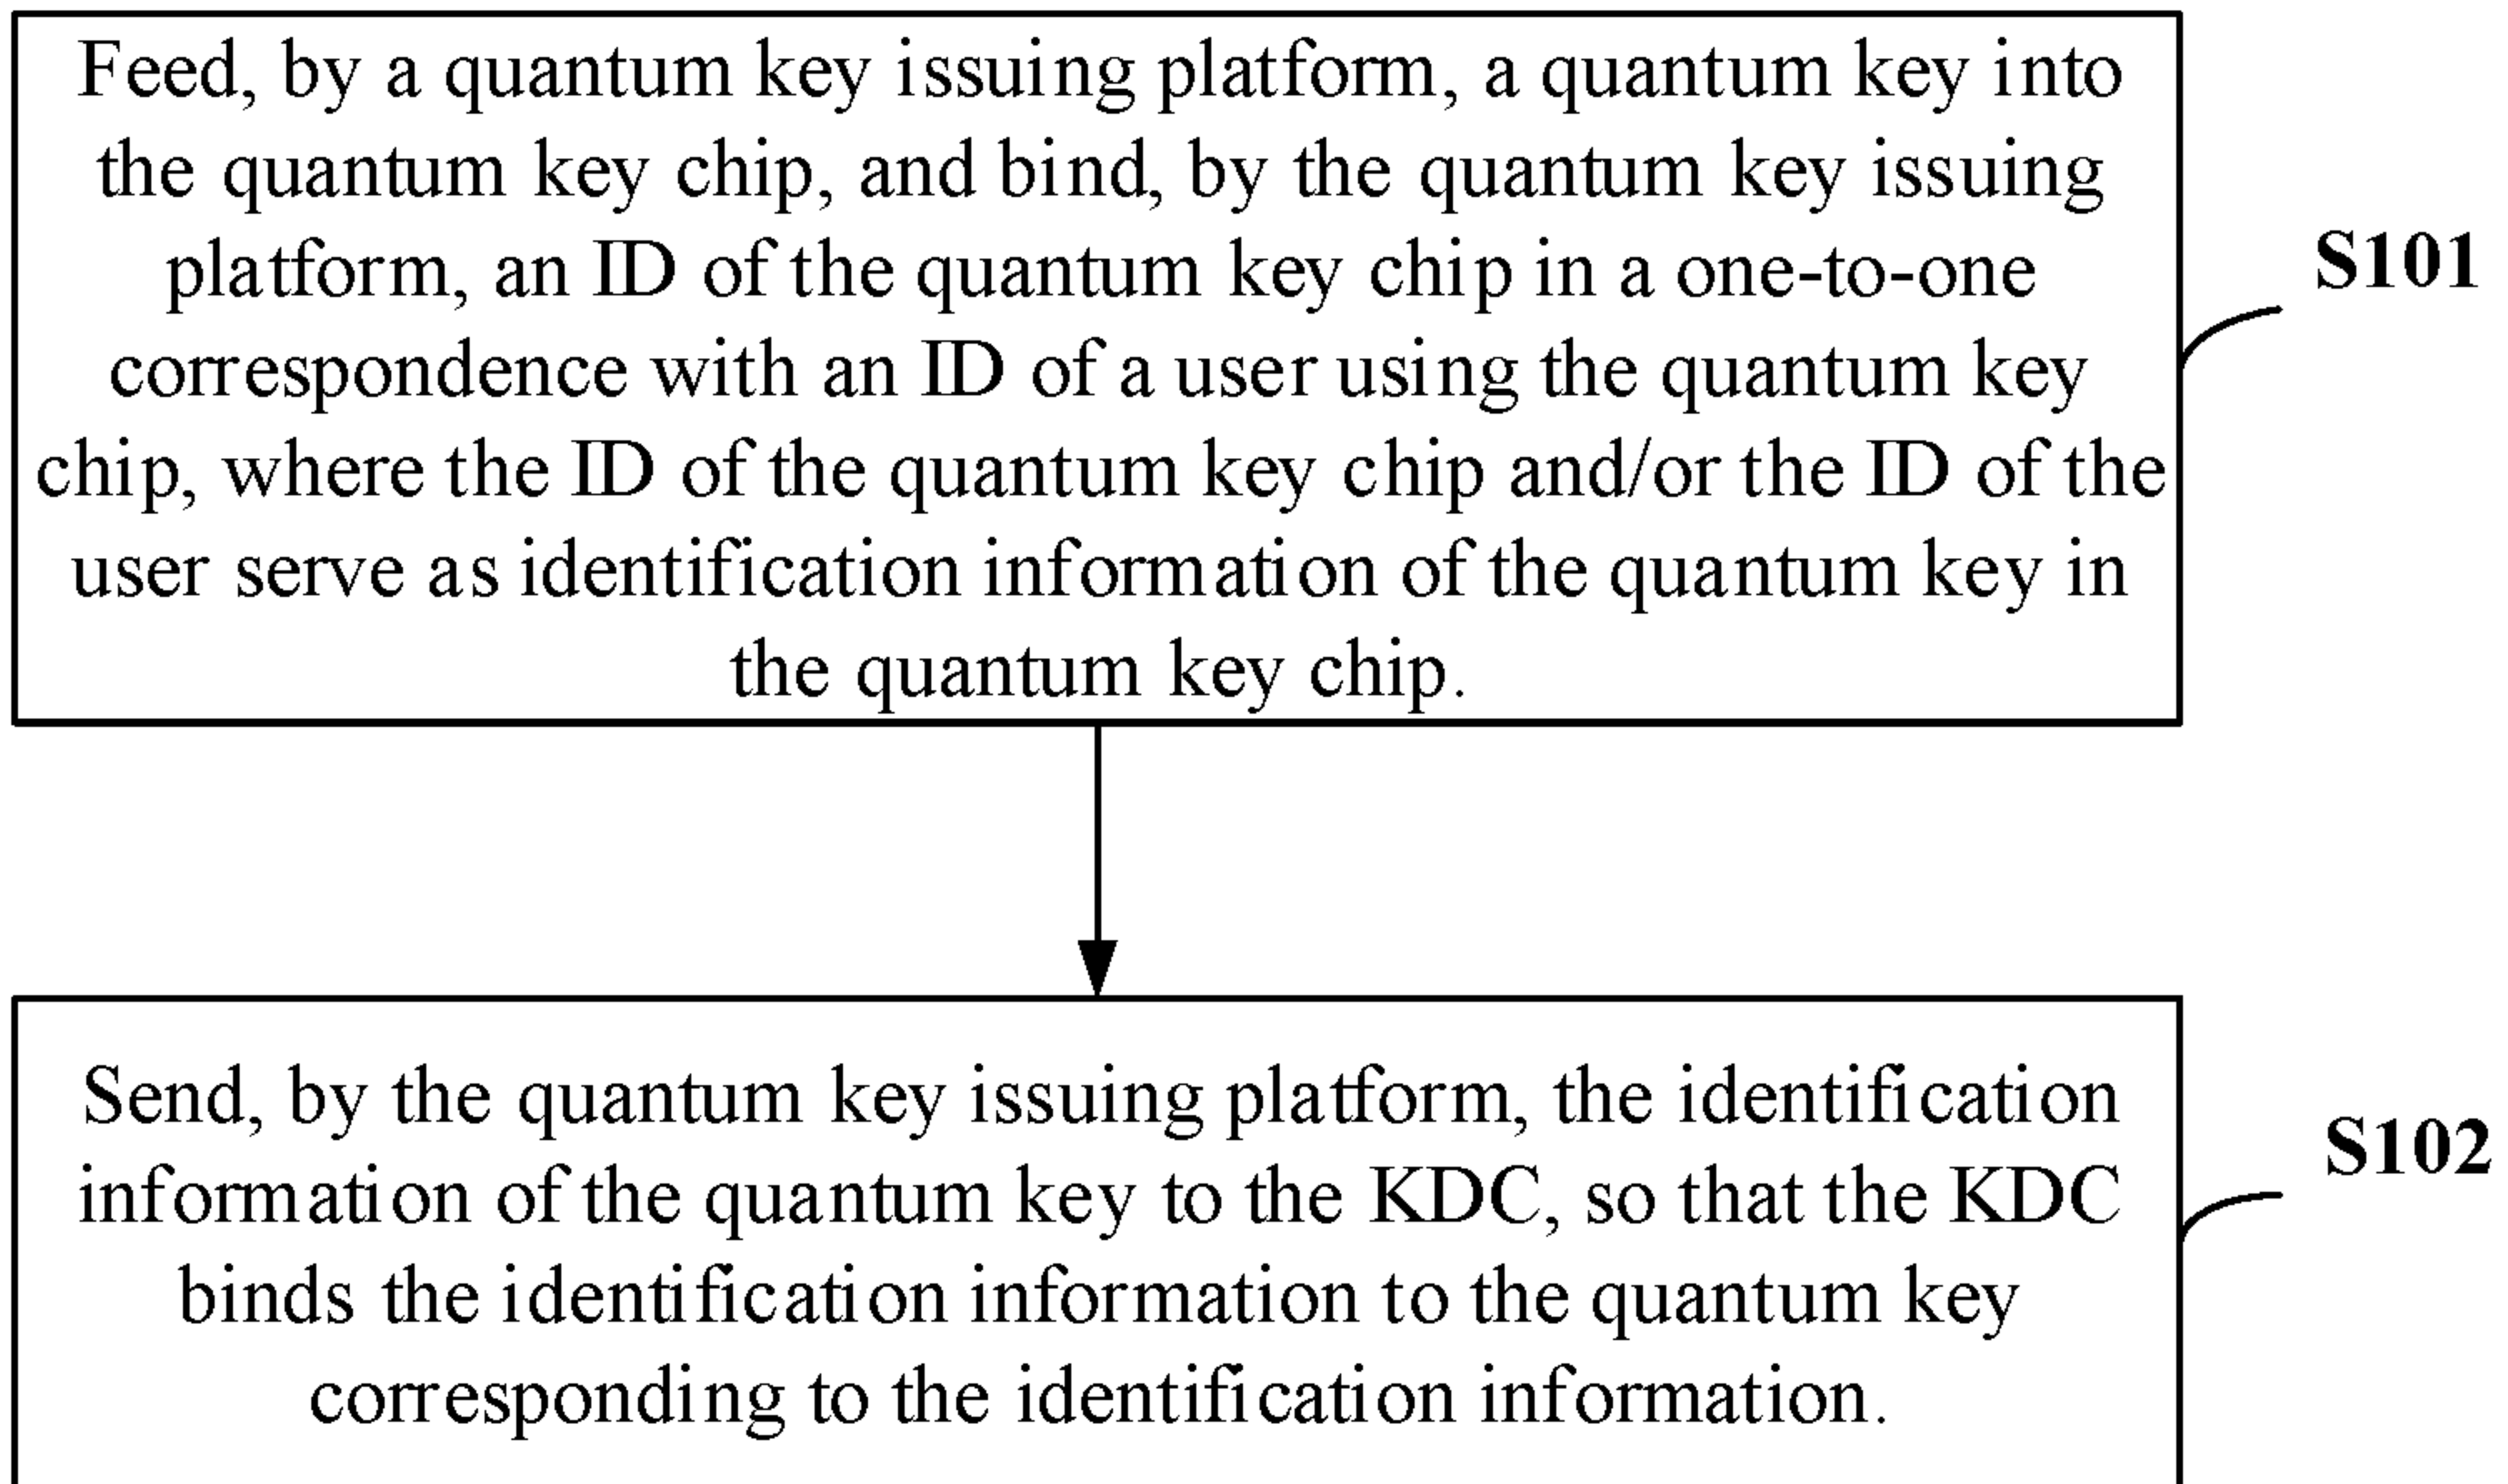 Feed, by a quantum key issuing platform, a quantum key into
the quantum key chip, and bind, by the quantum key issuing
platform, an ID of the quantum key chip in a one-to-one
correspondence with an ID of a user using the quantum key
chip, where the ID of the quantum key chip and/or the ID of the
user serve as identification information of the quantum key in
the quantum key chip.
S101
Send, by the quantum key issuing platform, the identification
information of the quantum key to the KDC, so that the KDC
binds the identification information to the quantum key
corresponding to the identification information.
S102